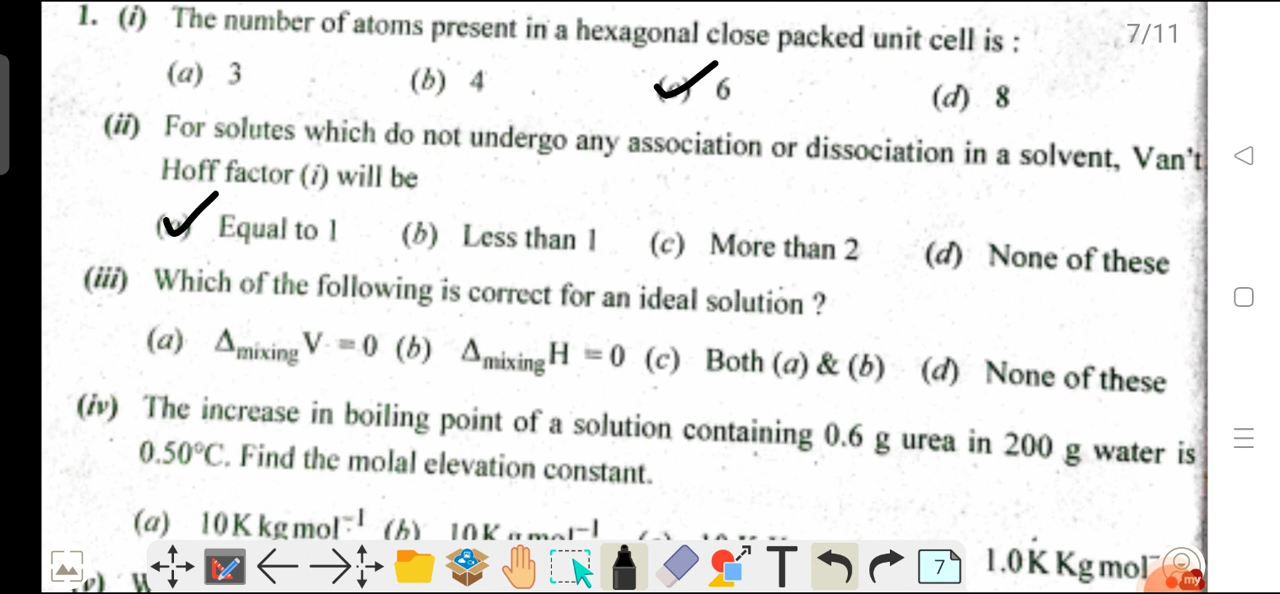 1. (i) The number of atoms present in a hexagonal close packed unit cell is :
7/11
(a) 3 (b) 4 6 (d) 8
(ii) For solutes which do not undergo any association or dissociation in a solvent, Van't
Hoff factor (i) will be
Equal to 1 (b) Less than 1 (c) More than 2 (d) None of these
(iii) Which of the following is correct for an ideal solution ?
(a) Δmixing V = 0 (b) Δmixing H = 0 (c) Both (a) & (b) (d) None of these
(iv) The increase in boiling point of a solution containing 0.6 g urea in 200 g water is
0.50°C. Find the molal elevation constant.
(a) 10 K kg mol⁻¹ (b) 10 K 1.0 K Kg mol⁻
T 7 my